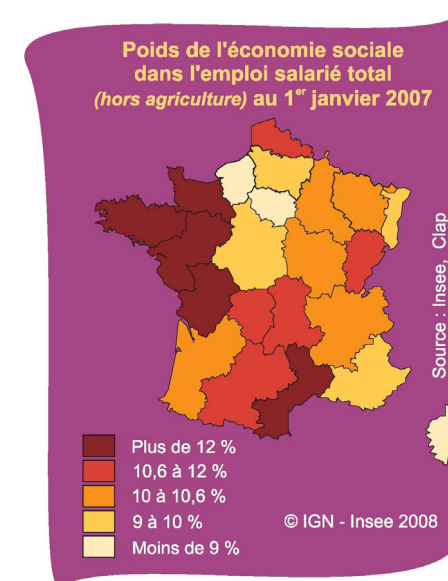 Poids de l'économie sociale
dans l'emploi salarié total
(hors agriculture) au 1er janvier 2007
Source : Insee, Clap
Plus de 12 %
10,6 à 12 %
10 à 10,6 %
9 à 10 %
Moins de 9 %
© IGN - Insee 2008